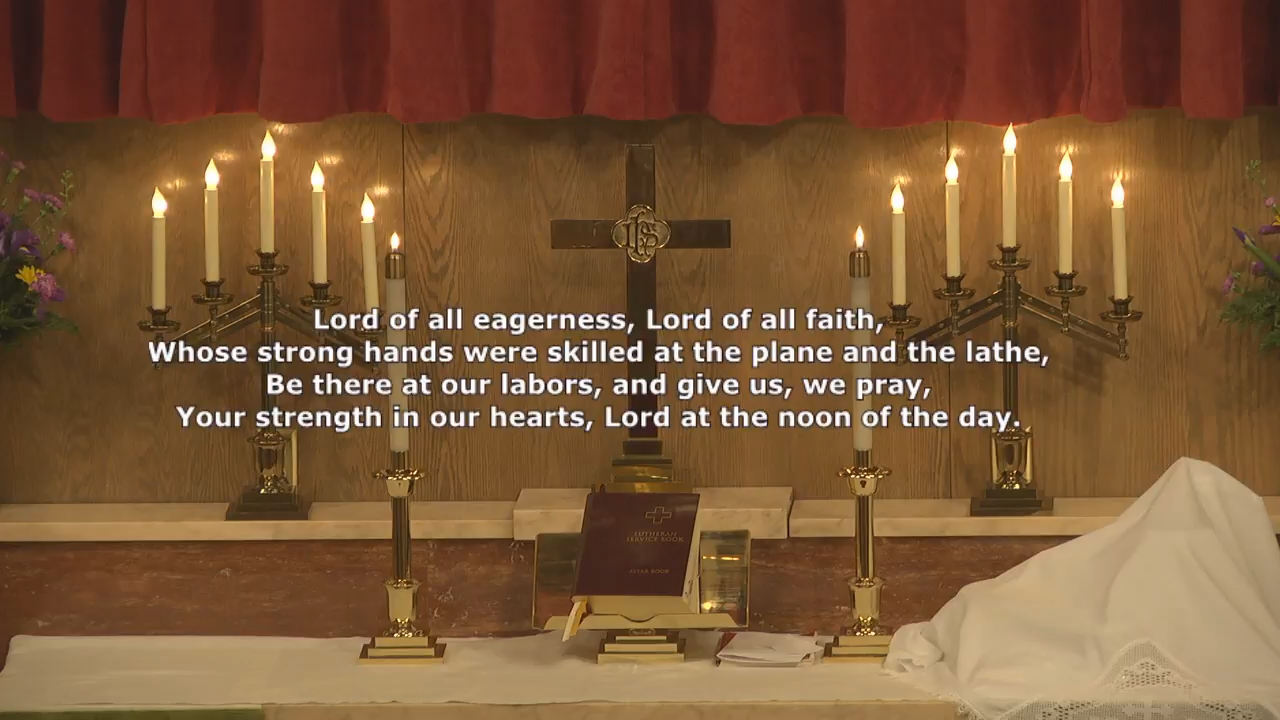 IHS
Lord of all eagerness, Lord of all faith,
Whose strong hands were skilled at the plane and the lathe,
Be there at our labors, and give us, we pray,
Your strength in our hearts, Lord at the noon of the day.
LUTHERAN
SERVICE BOOK
ALTAR BOOK